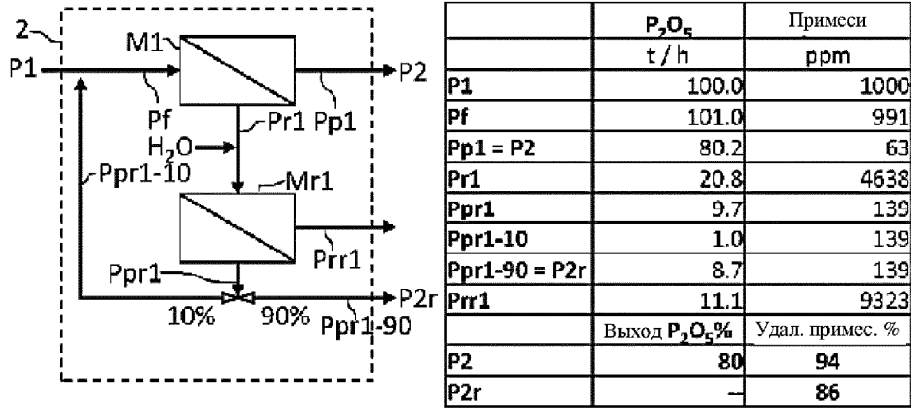 2
M1
P1
P2
Pf
Pr1
Pp1
H₂O
Ppr1-10
Mr1
Prr1
Ppr1
P2r
10%
90%
Ppr1-90
P₂O₅ Примеси
t / h ppm
P1 100.0 1000
Pf 101.0 991
Pp1 = P2 80.2 63
Pr1 20.8 4638
Ppr1 9.7 139
Ppr1-10 1.0 139
Ppr1-90 = P2r 8.7 139
Prr1 11.1 9323
Выход P₂O₅% Удал. примес. %
P2 80 94
P2r -- 86